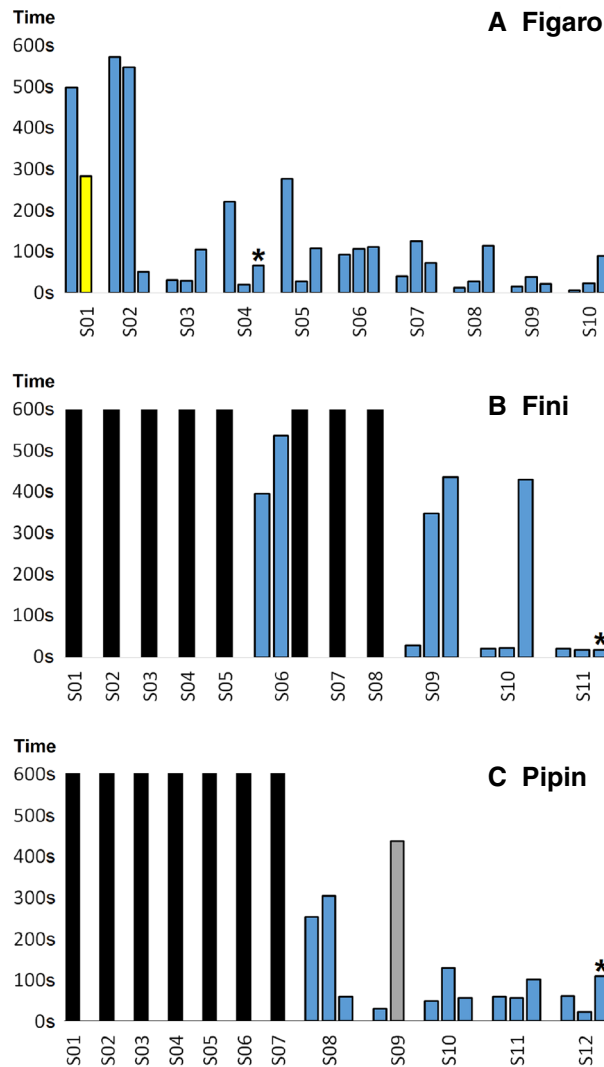 Time
A Figaro
600s
500s
400s
300s
200s
100s
*
0s
S01 S02 S03 S04 S05 S06 S07 S08 S09 S10
Time
B Fini
600s
500s
400s
300s
200s
100s
*
0s
S01 S02 S03 S04 S05 S06 S07 S08 S09 S10 S11
Time
C Pipin
600s
500s
400s
300s
200s
100s
*
0s
S01 S02 S03 S04 S05 S06 S07 S08 S09 S10 S11 S12